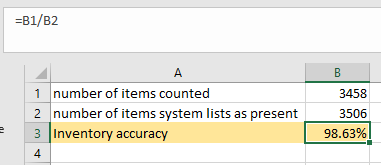 =B1/B2
A B
1 number of items counted 3458
2 number of items system lists as present 3506
3 Inventory accuracy 98.63%
4
e